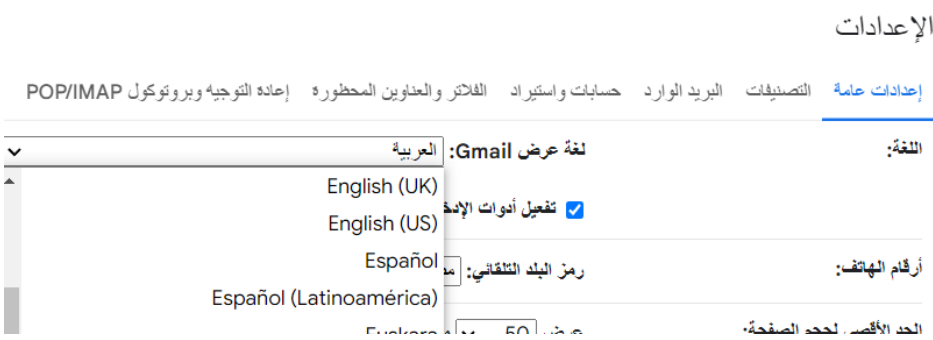 الإعدادات
إعدادات عامة التصنيفات البريد الوارد حسابات واستيراد الفلاتر والعناوين المحظورة إعادة التوجيه وبروتوكول POP/IMAP
اللغة: لغة عرض Gmail: العربية
English (UK)
تفعيل أدوات
English (US)
أرقام الهاتف: رمز البلد التلقائي:
Español
Español (Latinoamérica)
الحد الأقصى لحجم الصفحة: عرض 50
Euskara